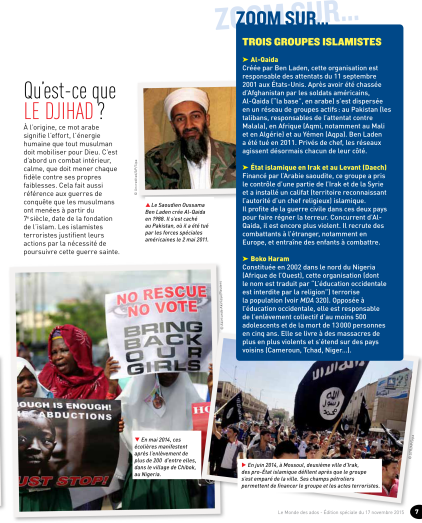 ZOOM SUR...
ZOOM SUR...
TROIS GROUPES ISLAMISTES
➤ Al-Qaida
Créée par Ben Laden, cette organisation est
responsable des attentats du 11 septembre
2001 aux États-Unis. Après avoir été chassée
d'Afghanistan par les soldats américains,
Al-Qaida ("la base", en arabe) s'est dispersée
en un réseau de groupes actifs : au Pakistan (les
talibans, responsables de l'attentat contre
Malala), en Afrique (Aqmi, notamment au Mali
et en Algérie) et au Yémen (Aqpa). Ben Laden
a été tué en 2011. Privés de chef, les réseaux
agissent désormais chacun de leur côté.
➤ État islamique en Irak et au Levant (Daech)
Financé par l'Arabie saoudite, ce groupe a pris
le contrôle d'une partie de l'Irak et de la Syrie
et a installé un califat (territoire reconnaissant
l'autorité d'un chef religieux) islamique.
Il profite de la guerre civile dans ces deux pays
pour faire régner la terreur. Concurrent d'Al-
Qaida, il est encore plus violent. Il recrute des
combattants à l'étranger, notamment en
Europe, et entraîne des enfants à combattre.
➤ Boko Haram
Constituée en 2002 dans le nord du Nigeria
(Afrique de l'Ouest), cette organisation (dont
le nom est traduit par "L'éducation occidentale
est interdite par la religion") terrorise
la population (voir MDA 320). Opposée à
l'éducation occidentale, elle est responsable
de l'enlèvement collectif d'au moins 500
adolescents et de la mort de 13 000 personnes
en cinq ans. Elle se livre à des massacres de
plus en plus violents et s'étend sur des pays
voisins (Cameroun, Tchad, Niger...).
Qu'est-ce que
LE DJIHAD ?
À l'origine, ce mot arabe
signifie l'effort, l'énergie
humaine que tout musulman
doit mobiliser pour Dieu. C'est
d'abord un combat intérieur,
calme, que doit mener chaque
fidèle contre ses propres
faiblesses. Cela fait aussi
référence aux guerres de
conquête que les musulmans
ont menées à partir du
7e siècle, date de la fondation
de l'islam. Les islamistes
terroristes justifient leurs
actions par la nécessité de
poursuivre cette guerre sainte.
▲ Le Saoudien Oussama
Ben Laden crée Al-Qaida
en 1988. Il s'est caché
au Pakistan, où il a été tué
par les forces spéciales
américaines le 2 mai 2011.
NO RESCUE
NO VOTE
BRING
BACK
OUR
GIRLS
OUGH IS ENOUGH!
ABDUCTIONS
JUST STOP!
HO
▼ En mai 2014, ces
écolières manifestent
après l'enlèvement de
plus de 200 d'entre elles,
dans le village de Chibok,
au Nigeria.
▶ En juin 2014, à Mossoul, deuxième ville d'Irak,
des pro-État islamique défilent après que le groupe
s'est emparé de la ville. Ses champs pétroliers
permettent de financer le groupe et les actes terroristes.
Le Monde des ados - Édition spéciale du 17 novembre 2015
7